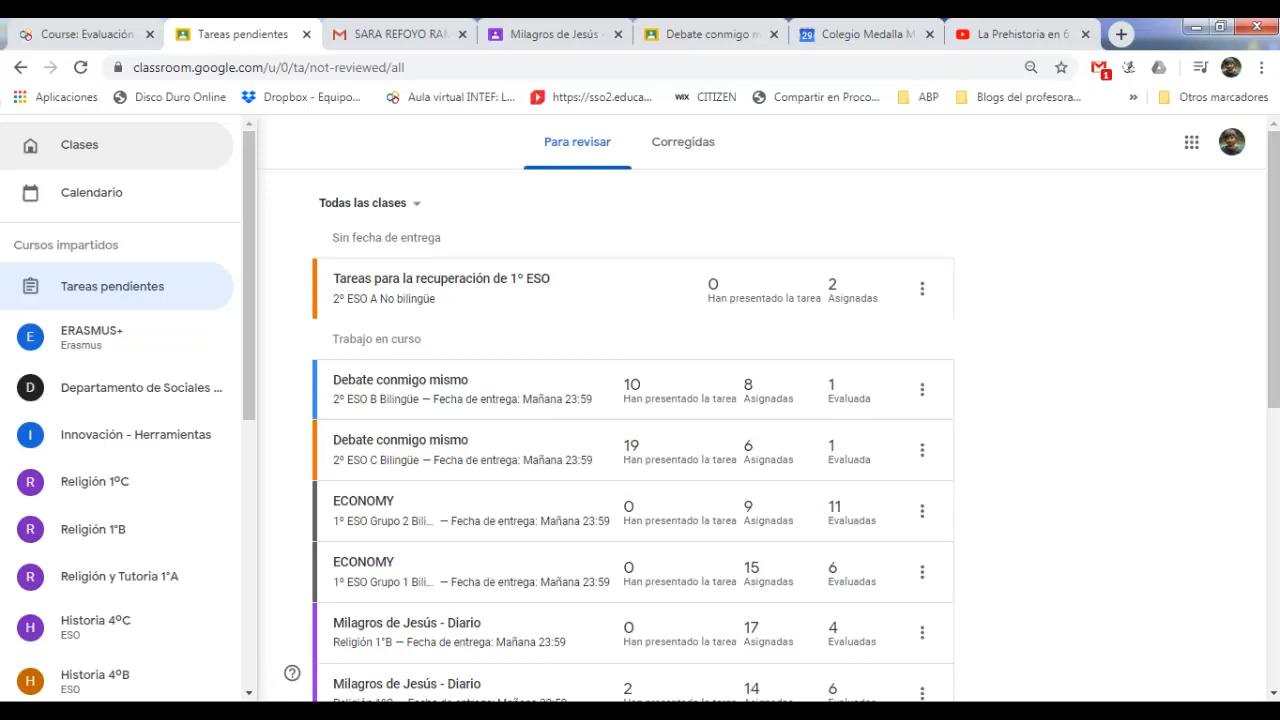 Course: Evaluación
Tareas pendientes
SARA REFOYO RAM
Milagros de Jesús -
Debate conmigo m
29
Colegio Medalla M
La Prehistoria en 6
classroom.google.com/u/0/ta/not-reviewed/all
1
Aplicaciones
Disco Duro Online
Dropbox - Equipo...
Aula virtual INTEF: L...
https://sso2.educa...
WIX CITIZEN
Compartir en Proco...
ABP
Blogs del profesora...
»
Otros marcadores
Clases
Calendario
Cursos impartidos
Tareas pendientes
E
ERASMUS+
Erasmus
D
Departamento de Sociales ...
I
Innovación - Herramientas
R
Religión 1ºC
R
Religión 1°B
R
Religión y Tutoria 1°A
H
Historia 4ºC
ESO
H
Historia 4ºB
ESO
Para revisar
Corregidas
Todas las clases
Sin fecha de entrega
Tareas para la recuperación de 1º ESO
2º ESO A No bilingüe
0
Han presentado la tarea
2
Asignadas
Trabajo en curso
Debate conmigo mismo
2º ESO B Bilingüe — Fecha de entrega: Mañana 23:59
10
Han presentado la tarea
8
Asignadas
1
Evaluada
Debate conmigo mismo
2º ESO C Bilingüe — Fecha de entrega: Mañana 23:59
19
Han presentado la tarea
6
Asignadas
1
Evaluada
ECONOMY
1º ESO Grupo 2 Bili... — Fecha de entrega: Mañana 23:59
0
Han presentado la tarea
9
Asignadas
11
Evaluadas
ECONOMY
1º ESO Grupo 1 Bili... — Fecha de entrega: Mañana 23:59
0
Han presentado la tarea
15
Asignadas
6
Evaluadas
Milagros de Jesús - Diario
Religión 1°B — Fecha de entrega: Mañana 23:59
0
Han presentado la tarea
17
Asignadas
4
Evaluadas
Milagros de Jesús - Diario
2
14
6